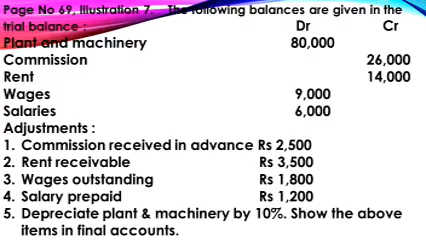 Page No 69, Illustration 7. The following balances are given in the
trial balance : Dr Cr
Plant and machinery 80,000
Commission 26,000
Rent 14,000
Wages 9,000
Salaries 6,000
Adjustments :
1. Commission received in advance Rs 2,500
2. Rent receivable Rs 3,500
3. Wages outstanding Rs 1,800
4. Salary prepaid Rs 1,200
5. Depreciate plant & machinery by 10%. Show the above
items in final accounts.